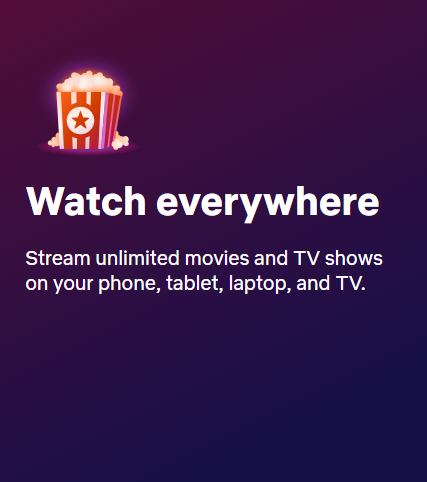 Watch everywhere
Stream unlimited movies and TV shows
on your phone, tablet, laptop, and TV.